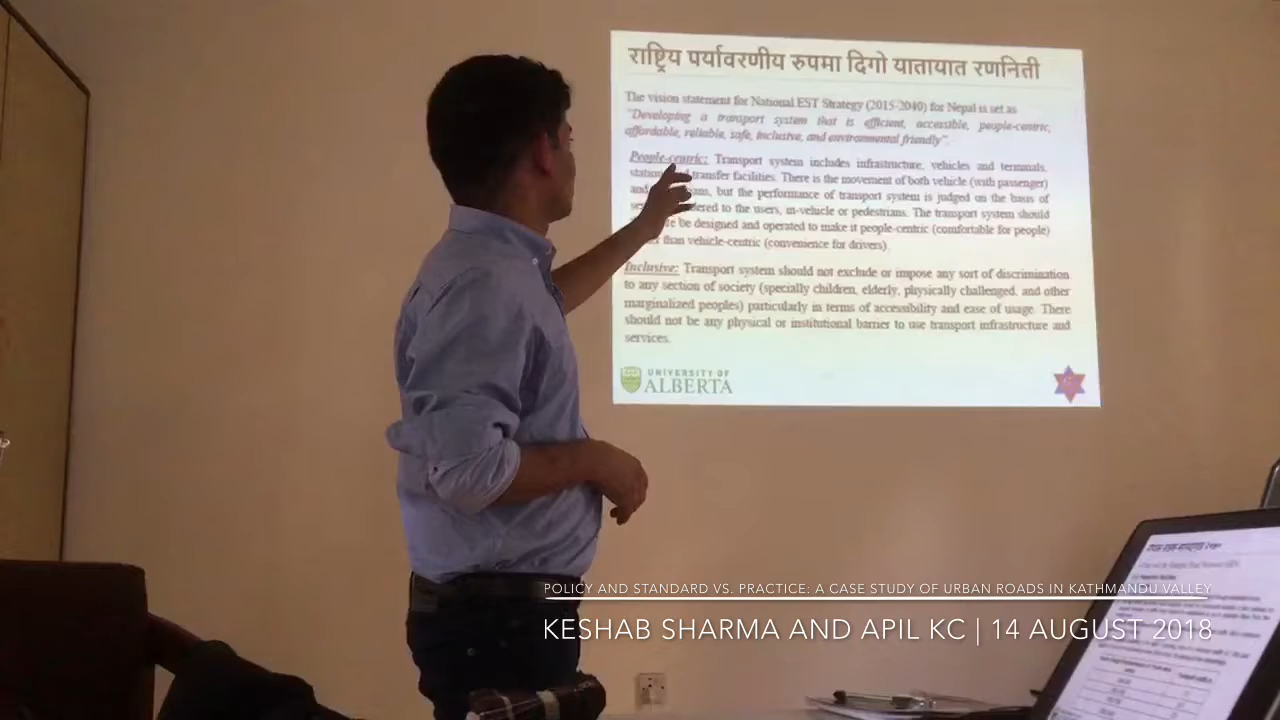 राष्ट्रिय पर्यावरणीय रुपमा दिगो यातायात रणनिती
The vision statement for National EST Strategy (2015-2040) for Nepal is set as
"Developing a transport system that is efficient, accessible, people-centric,
affordable, reliable, safe, inclusive, and environmental friendly".
People-centric: Transport system includes infrastructure, vehicles and terminals,
transfer facilities. There is the movement of both vehicle (with passenger)
and but the performance of transport system is judged on the basis of
to the users, in-vehicle or pedestrians. The transport system should
be designed and operated to make it people-centric (comfortable for people)
than vehicle-centric (convenience for drivers).
Inclusive: Transport system should not exclude or impose any sort of discrimination
to any section of society (specially children, elderly, physically challenged, and other
marginalized peoples) particularly in terms of accessibility and ease of usage. There
should not be any physical or institutional barrier to use transport infrastructure and
services.
UNIVERSITY OF
ALBERTA
POLICY AND STANDARD VS. PRACTICE: A CASE STUDY OF URBAN ROADS IN KATHMANDU VALLEY
KESHAB SHARMA AND APIL KC | 14 AUGUST 2018